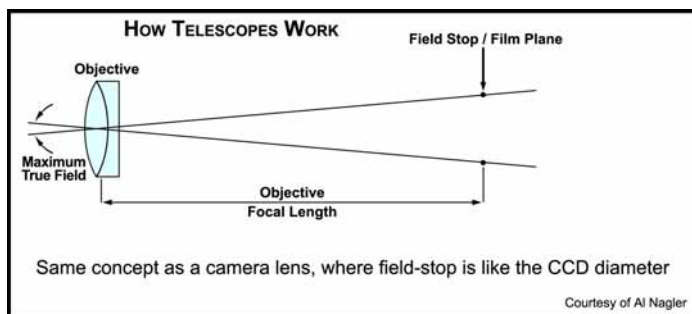 HOW TELESCOPES WORK
Field Stop / Film Plane
Objective
Maximum
True Field
Objective
Focal Length
Same concept as a camera lens, where field-stop is like the CCD diameter
Courtesy of Al Nagler